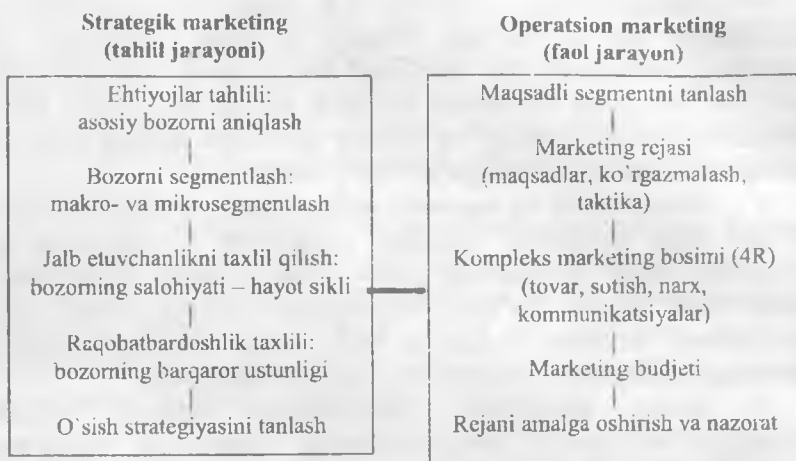 Strategik marketing
(tahlil jarayoni)
Ehtiyojlar tahlili:
asosiy bozorni aniqlash
Bozorni segmentlash:
makro- va mikrosegmentlash
Jalb etuvchanlikni taxlil qilish:
bozorning salohiyati – hayot sikli
Raqobatbardoshlik taxlili:
bozorning barqaror ustunligi
O`sish strategiyasini tanlash
Operatsion marketing
(faol jarayon)
Maqsadli segmentni tanlash
Marketing rejasi
(maqsadlar, ko`rgazmalash,
taktika)
Kompleks marketing bosimi (4R)
(tovar, sotish, narx,
kommunikatsiyalar)
Marketing budjeti
Rejani amalga oshirish va nazorat